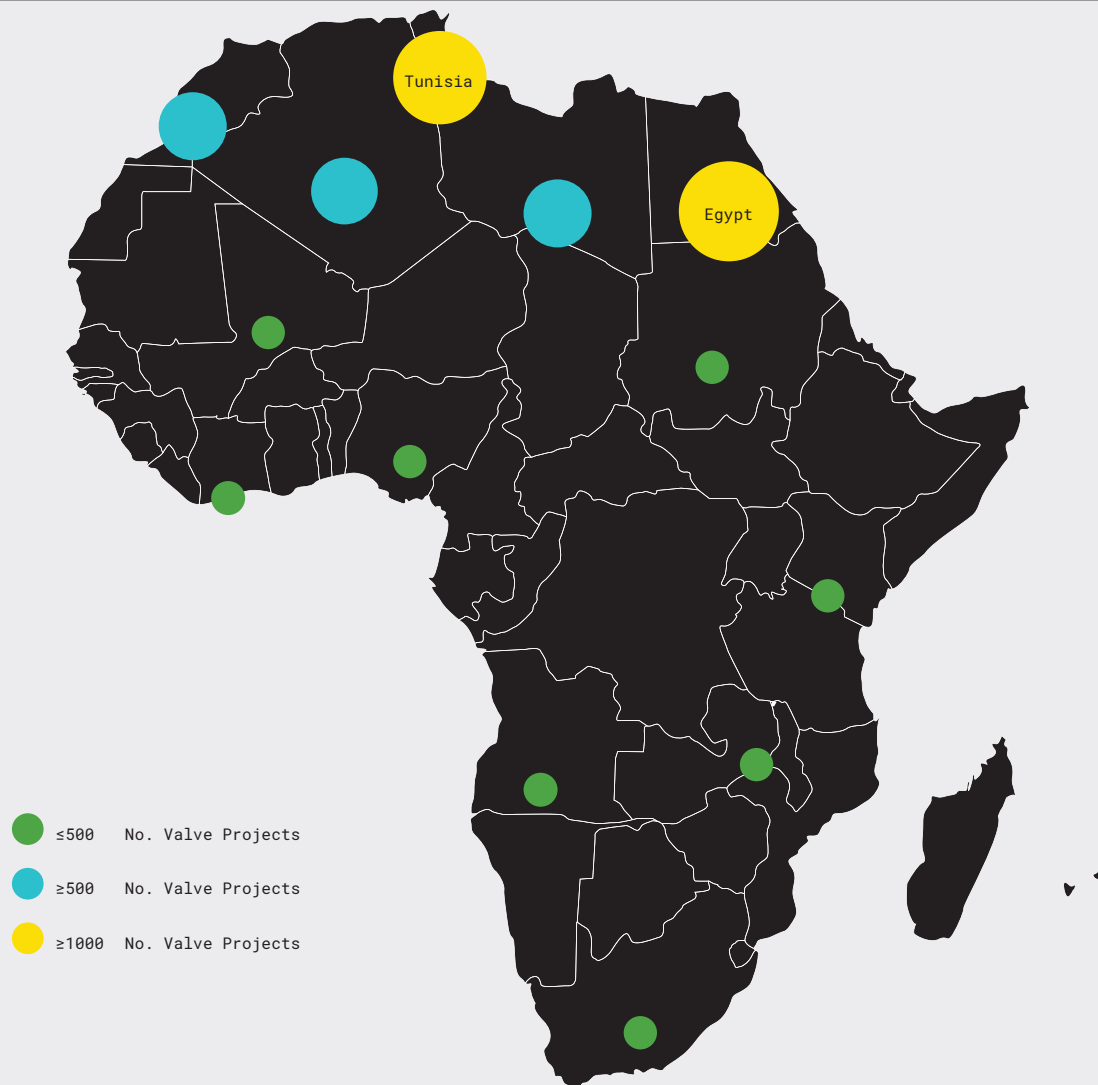 Tunisia
Egypt
≤500 No. Valve Projects
≥500 No. Valve Projects
≥1000 No. Valve Projects